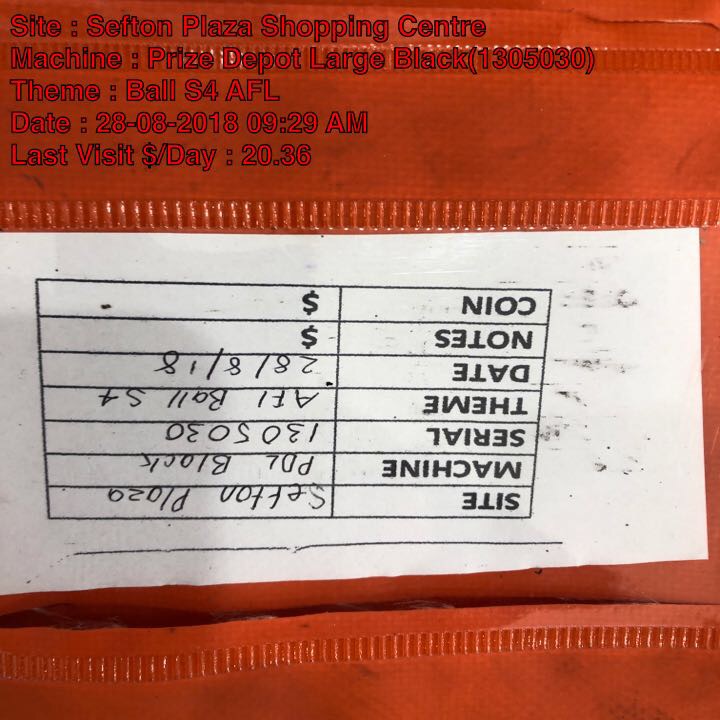 Site : Sefton Plaza Shopping Centre
Machine : Prize Depot Large Black(1305030)
Theme : Ball S4 AFL
Date : 28-08-2018 09:29 AM
Last Visit $/Day : 20.36
SITE Sefton Plaza
MACHINE PDL Black
SERIAL 1305030
THEME AFl Ball S4
DATE 28/8/18
NOTES $
COIN $